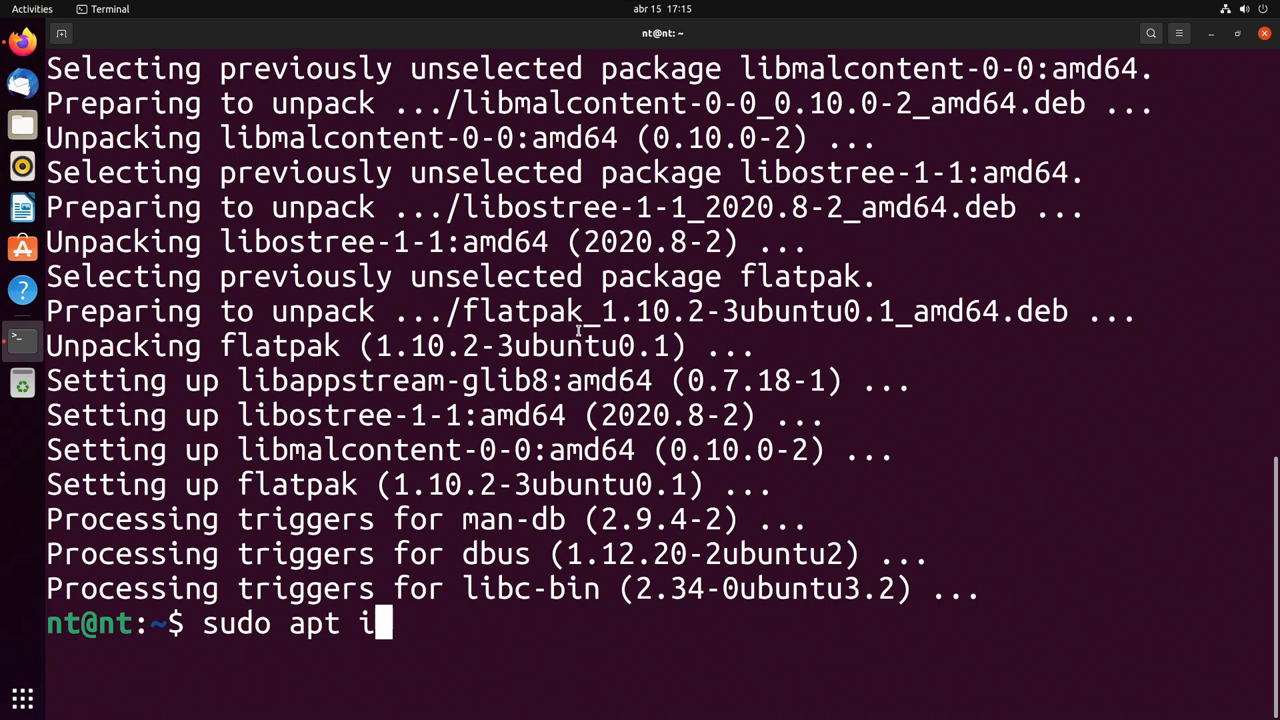 Activities Terminal abr 15 17:15
nt@nt: ~
Selecting previously unselected package libmalcontent-0-0:amd64.
Preparing to unpack .../libmalcontent-0-0_0.10.0-2_amd64.deb ...
Unpacking libmalcontent-0-0:amd64 (0.10.0-2) ...
Selecting previously unselected package libostree-1-1:amd64.
Preparing to unpack .../libostree-1-1_2020.8-2_amd64.deb ...
Unpacking libostree-1-1:amd64 (2020.8-2) ...
Selecting previously unselected package flatpak.
Preparing to unpack .../flatpak_1.10.2-3ubuntu0.1_amd64.deb ...
Unpacking flatpak (1.10.2-3ubuntu0.1) ...
Setting up libappstream-glib8:amd64 (0.7.18-1) ...
Setting up libostree-1-1:amd64 (2020.8-2) ...
Setting up libmalcontent-0-0:amd64 (0.10.0-2) ...
Setting up flatpak (1.10.2-3ubuntu0.1) ...
Processing triggers for man-db (2.9.4-2) ...
Processing triggers for dbus (1.12.20-2ubuntu2) ...
Processing triggers for libc-bin (2.34-0ubuntu3.2) ...
nt@nt:~$ sudo apt i